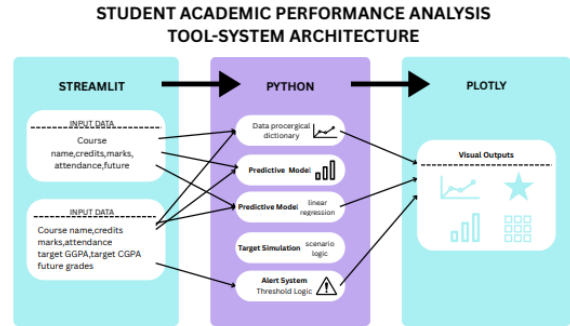 STUDENT ACADEMIC PERFORMANCE ANALYSIS
TOOL-SYSTEM ARCHITECTURE
STREAMLIT
INPUT DATA
Course
name,credits,marks,
attendance,future
INPUT DATA
Course name,credits
marks,attendance
target GGPA,target CGPA
future grades
PYTHON
Data procergical
dictionary
Predictive Model
Predictive Model linear
regression
Target Simulation scenario
logic
Alert System
Threshold Logic
PLOTLY
Visual Outputs